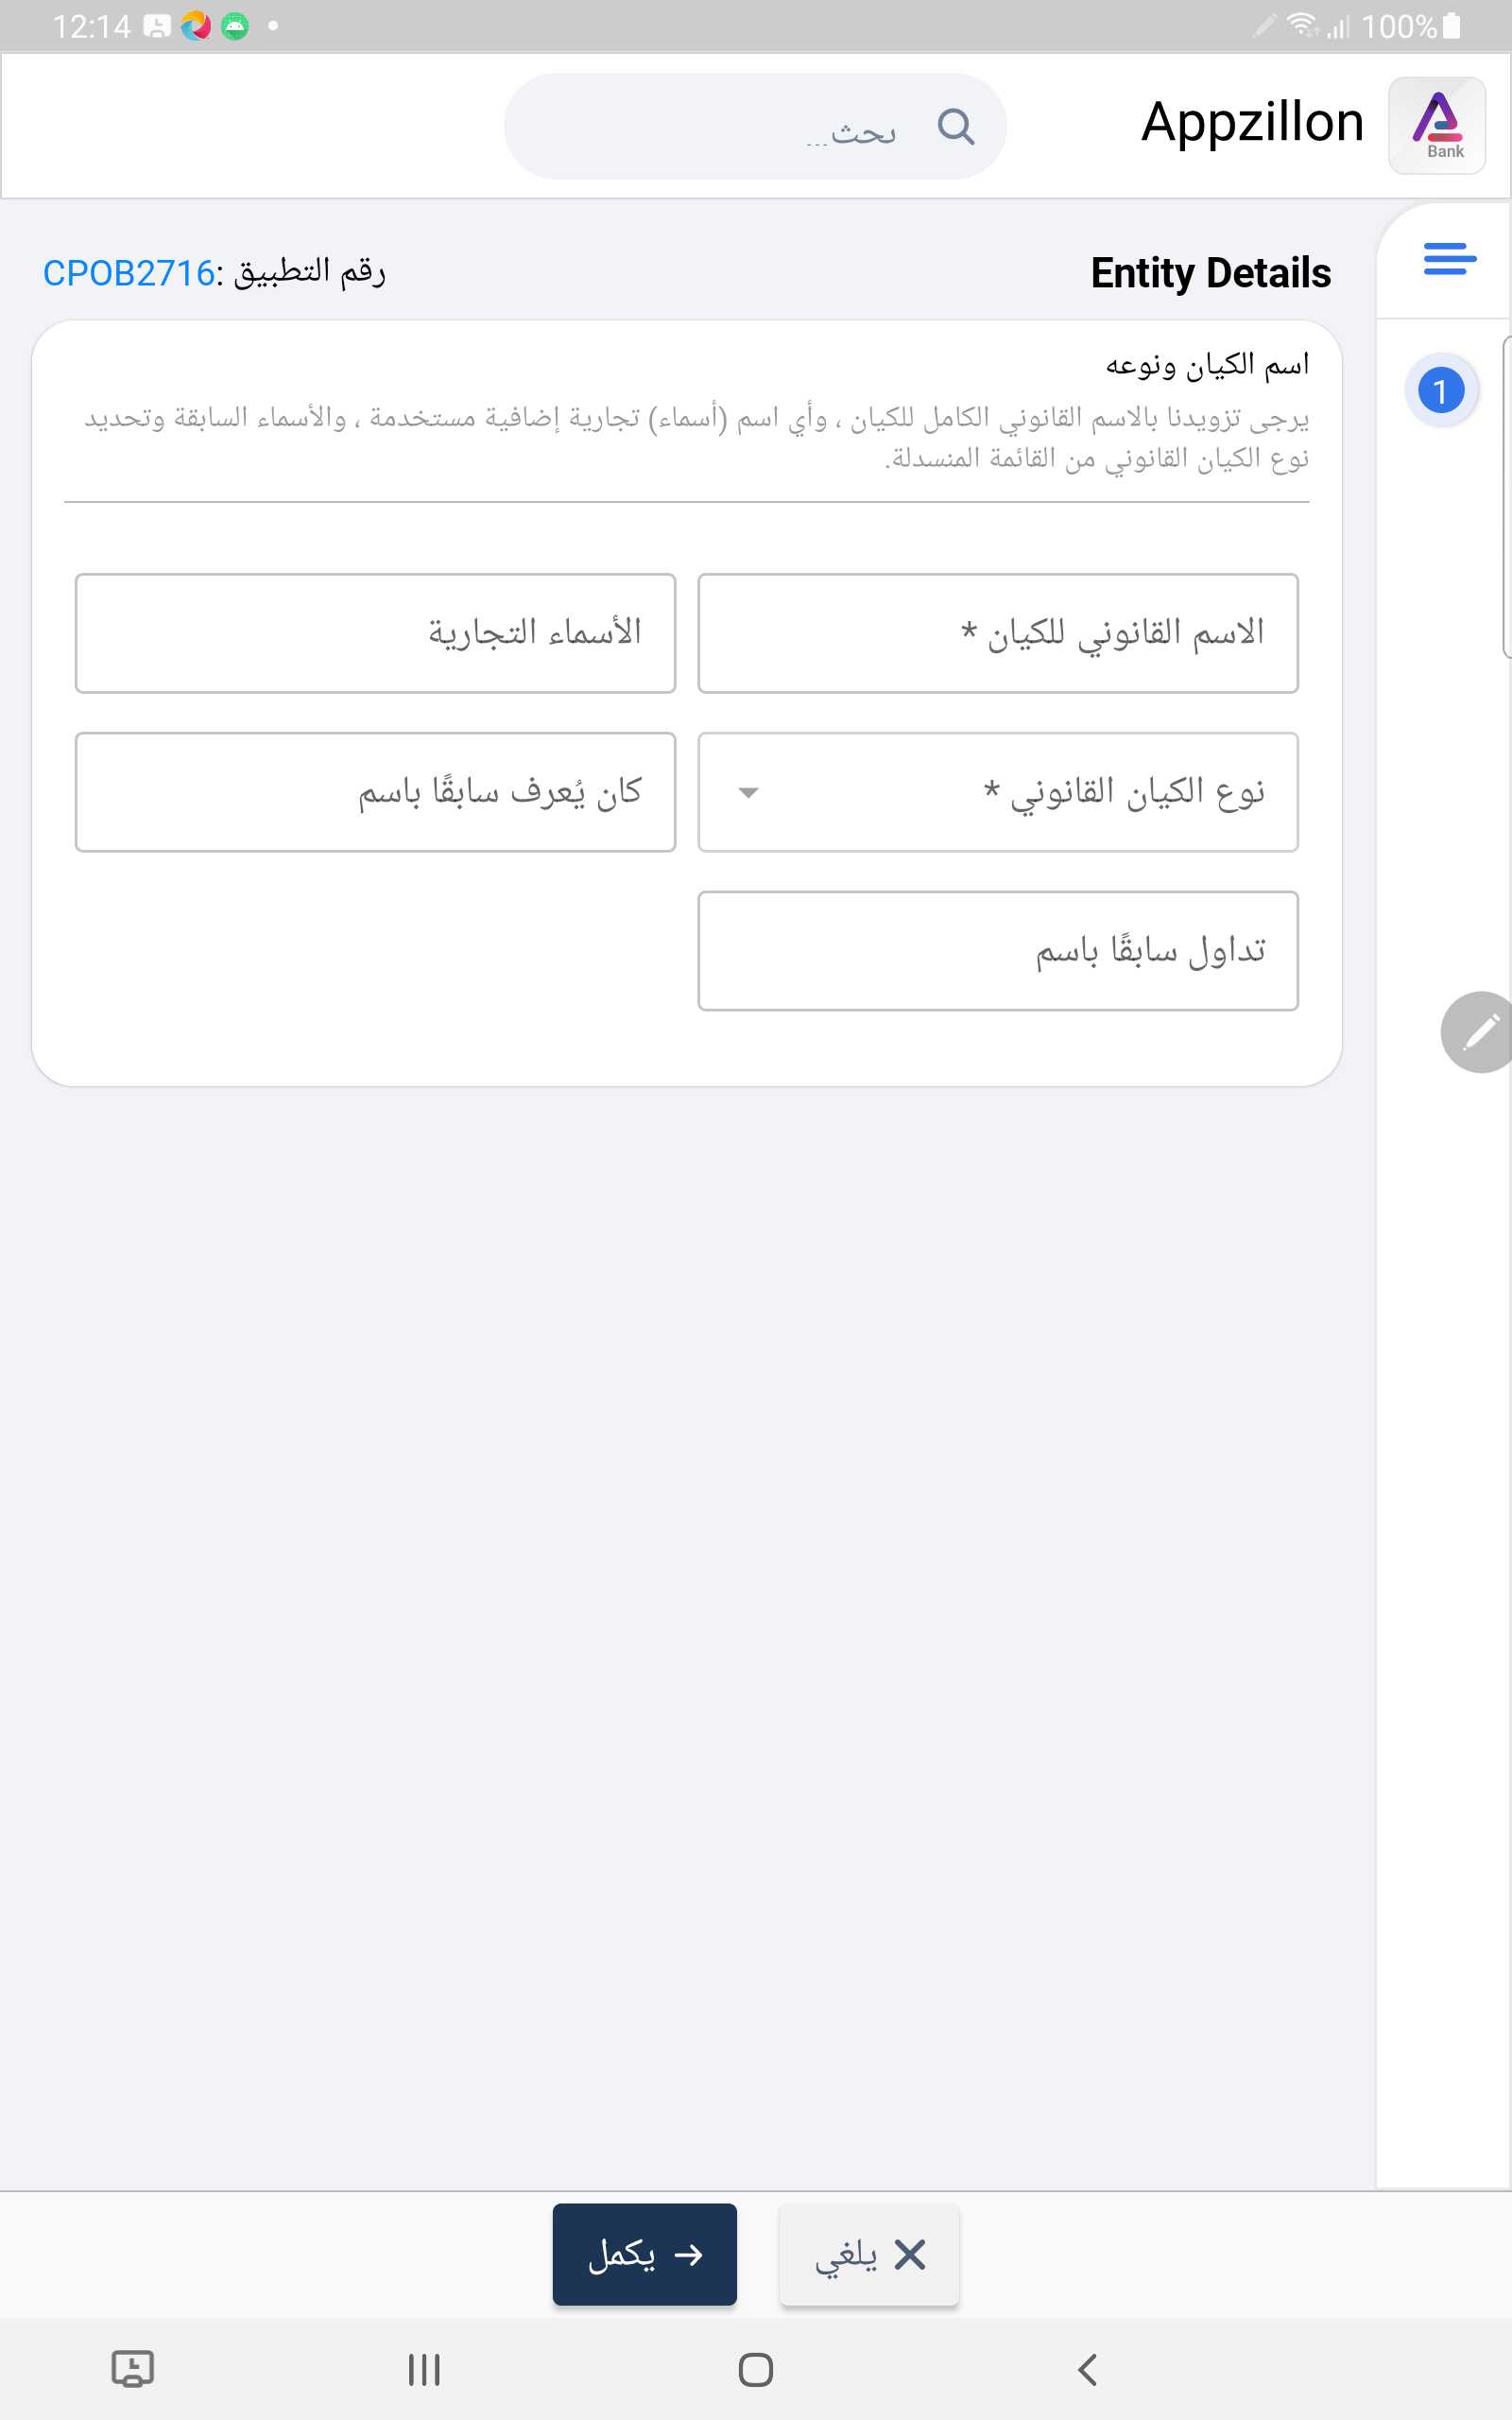 12:14
100%
Bank
Appzillon
بحث...
Entity Details
رقم التطبيق :CPOB2716
1
اسم الكيان ونوعه
يرجى تزويدنا بالاسم القانوني الكامل للكيان ، وأي اسم (أسماء) تجارية إضافية مستخدمة ، والأسماء السابقة وتحديد
نوع الكيان القانوني من القائمة المنسدلة.
الاسم القانوني للكيان *
الأسماء التجارية
نوع الكيان القانوني *
كان يُعرف سابقًا باسم
تداول سابقًا باسم
يلغي
يكمل